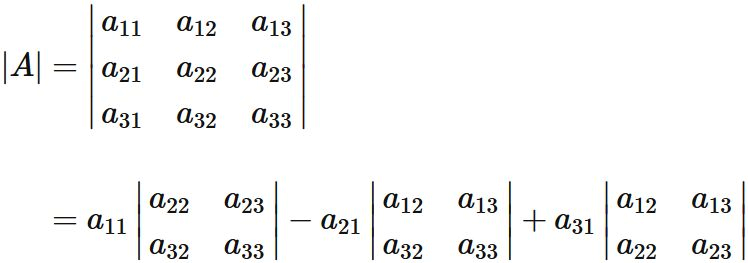 |A| = \begin{vmatrix} a_{11} & a_{12} & a_{13} \\ a_{21} & a_{22} & a_{23} \\ a_{31} & a_{32} & a_{33} \end{vmatrix}
= a_{11} \begin{vmatrix} a_{22} & a_{23} \\ a_{32} & a_{33} \end{vmatrix} - a_{21} \begin{vmatrix} a_{12} & a_{13} \\ a_{32} & a_{33} \end{vmatrix} + a_{31} \begin{vmatrix} a_{12} & a_{13} \\ a_{22} & a_{23} \end{vmatrix}